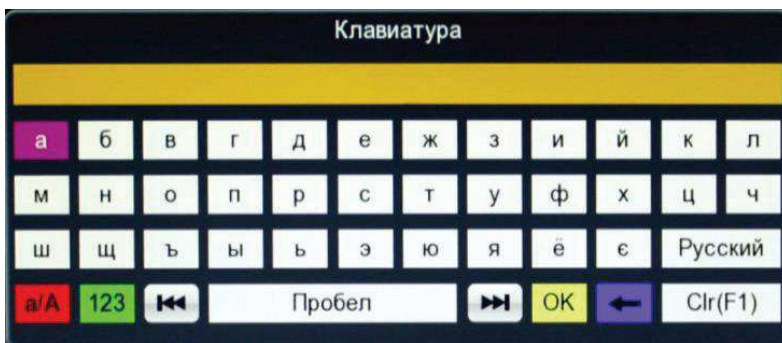 Клавиатура
а б в г д е ж з и й к л
м н о п р с т у ф х ц ч
ш щ ъ ы ь э ю я ё є Русский
а/А 123 Пробел OK Clr(F1)